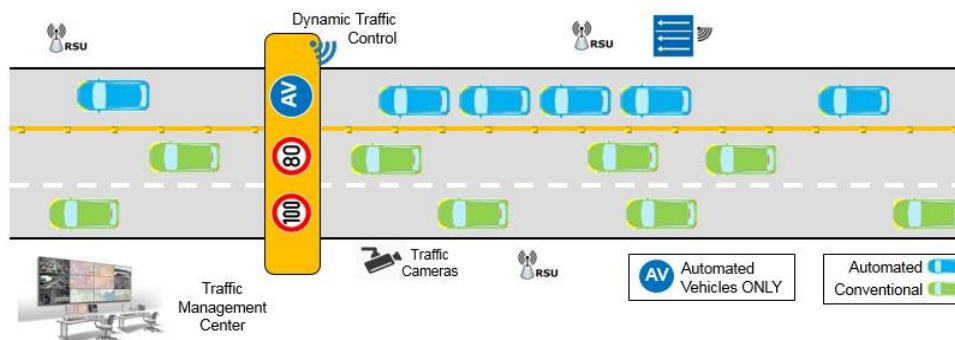 Dynamic Traffic
Control
RSU
RSU
AV
80
100
Traffic
Management
Center
Traffic
Cameras
RSU
AV
Automated
Vehicles ONLY
Automated
Conventional